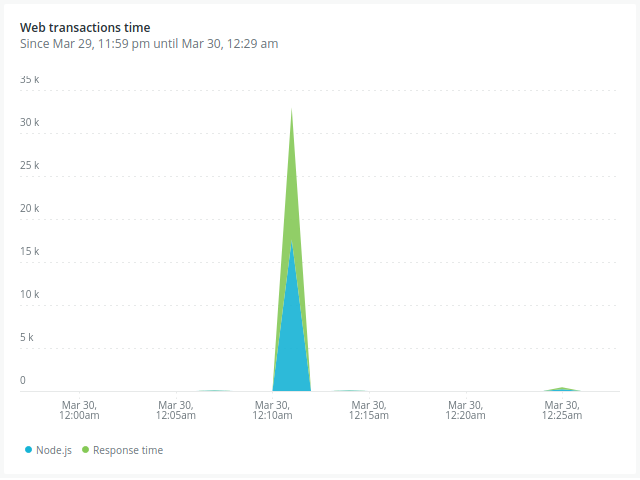 Web transactions time
Since Mar 29, 11:59 pm until Mar 30, 12:29 am
35 k
30 k
25 k
20 k
15 k
10 k
5 k
0
Mar 30, Mar 30, Mar 30, Mar 30, Mar 30, Mar 30,
12:00am 12:05am 12:10am 12:15am 12:20am 12:25am
Node.js Response time